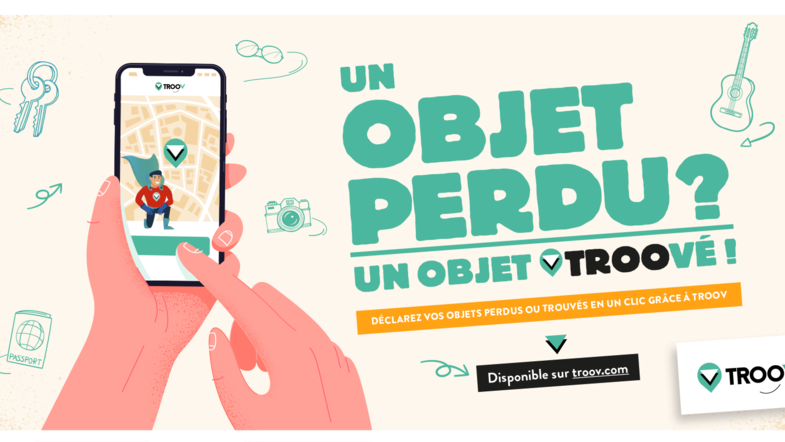 TROOV
UN
OBJET
PERDU ?
UN OBJET TROOVÉ !
DÉCLAREZ VOS OBJETS PERDUS OU TROUVÉS EN UN CLIC GRÂCE À TROOV
Disponible sur troov.com
PASSPORT
TROOV